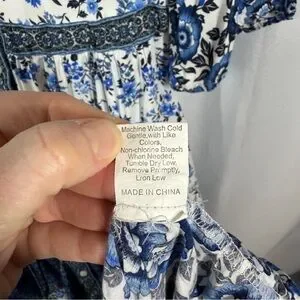 Machine Wash Cold
Gentle, with Like
Colors.
Non-chlorine Bleach
When Needed,
Tumble Dry Low.
Remove Promptly,
Lron Low
MADE IN CHINA